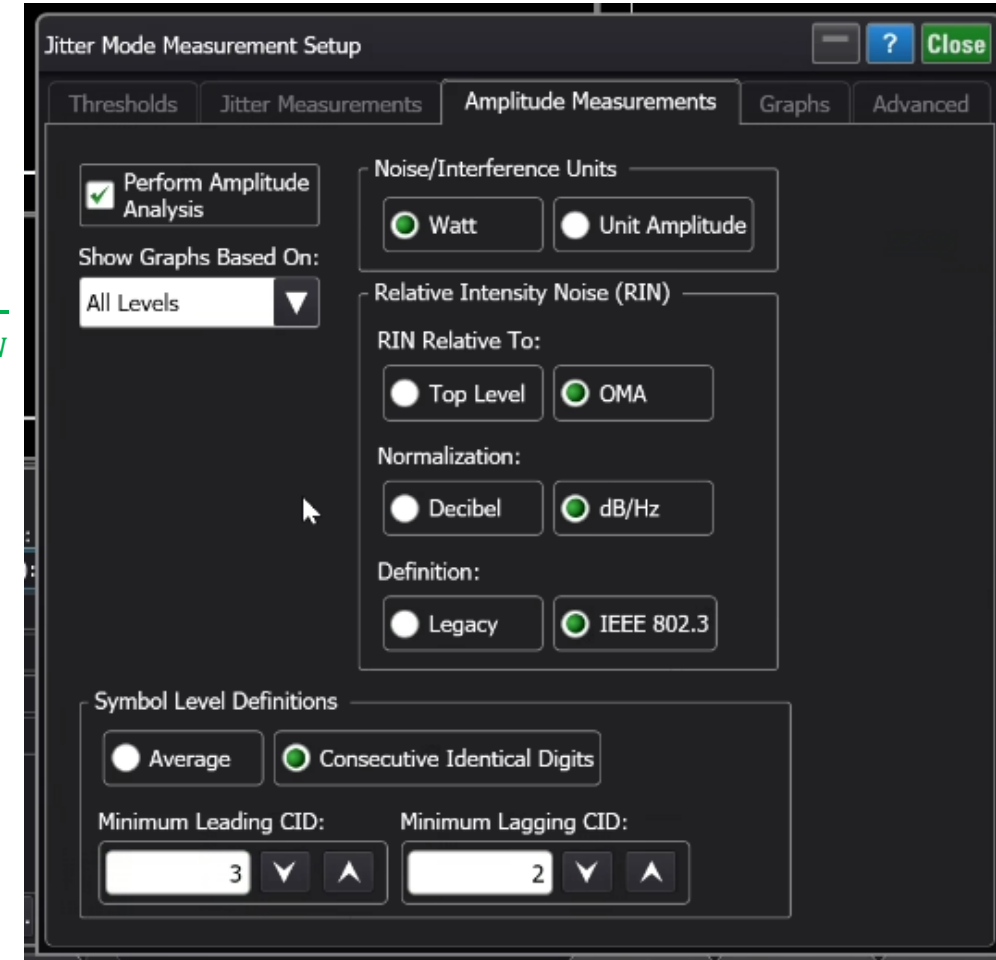 Jitter Mode Measurement Setup
? Close
Thresholds Jitter Measurements Amplitude Measurements Graphs Advanced
Perform Amplitude
Analysis
Show Graphs Based On:
All Levels
Noise/Interference Units
Watt Unit Amplitude
Relative Intensity Noise (RIN)
RIN Relative To:
Top Level OMA
Normalization:
Decibel dB/Hz
Definition:
Legacy IEEE 802.3
Symbol Level Definitions
Average Consecutive Identical Digits
Minimum Leading CID: Minimum Lagging CID:
3 2